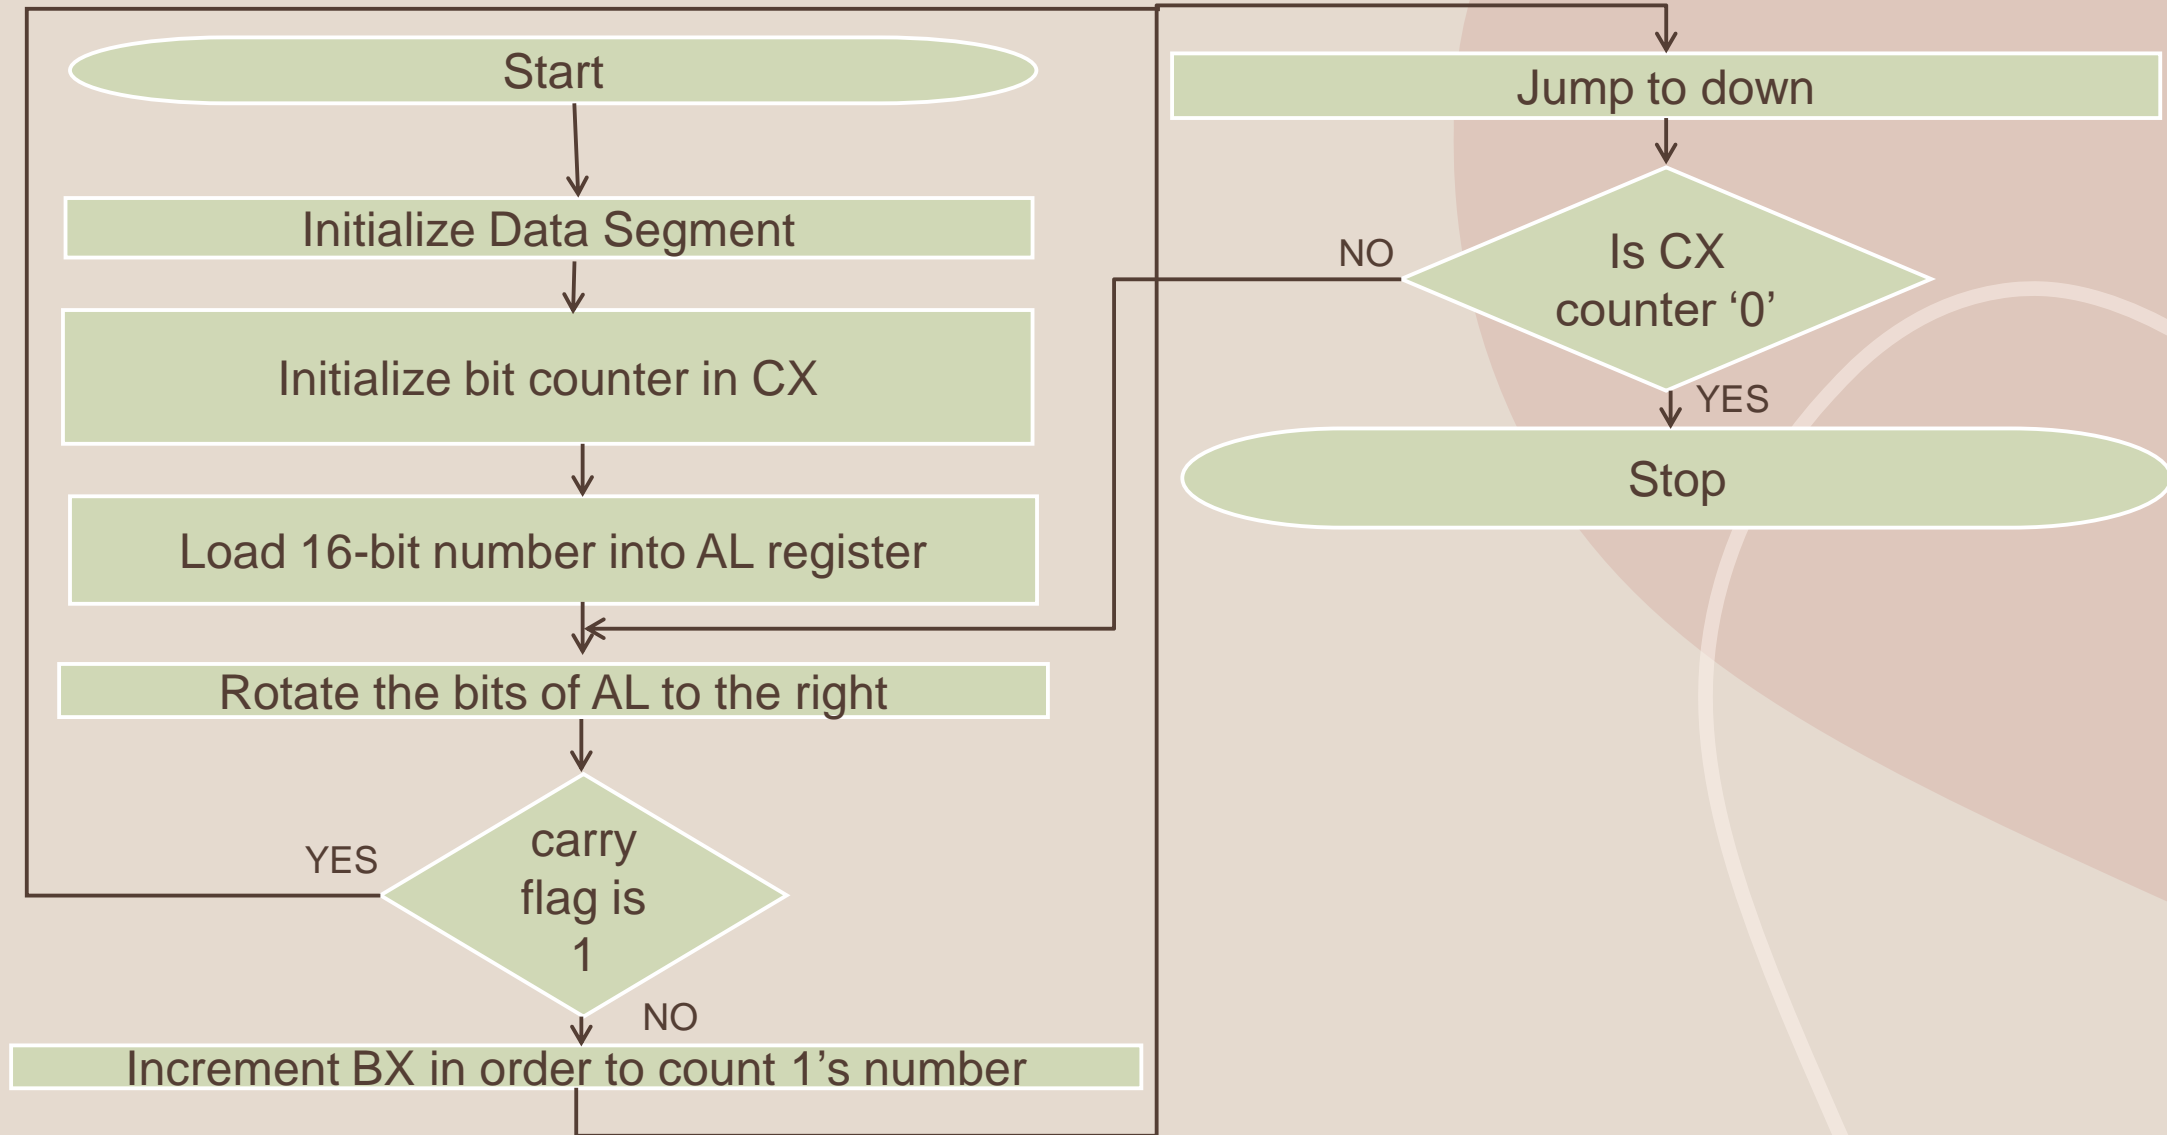 Start
Initialize Data Segment
Initialize bit counter in CX
Load 16-bit number into AL register
Rotate the bits of AL to the right
carry
flag is
1
YES
NO
Increment BX in order to count 1’s number
Jump to down
Is CX
counter ‘0’
NO
YES
Stop